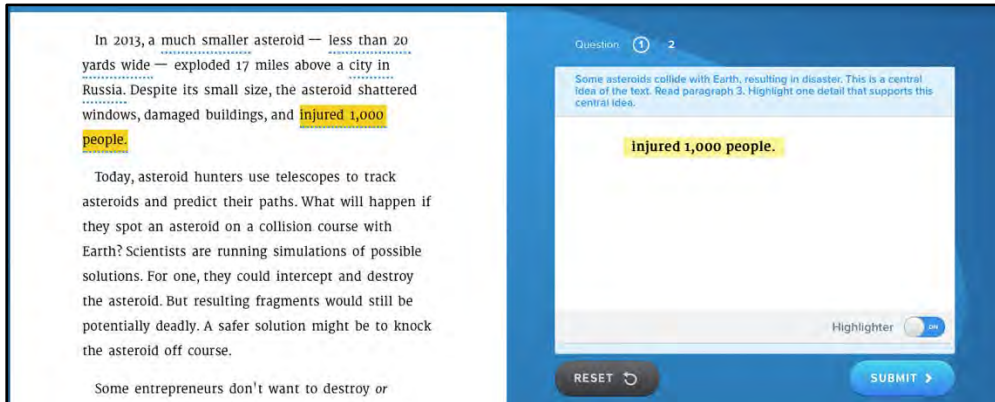 In 2013, a much smaller asteroid — less than 20
yards wide — exploded 17 miles above a city in
Russia. Despite its small size, the asteroid shattered
windows, damaged buildings, and injured 1,000
people.
Today, asteroid hunters use telescopes to track
asteroids and predict their paths. What will happen if
they spot an asteroid on a collision course with
Earth? Scientists are running simulations of possible
solutions. For one, they could intercept and destroy
the asteroid. But resulting fragments would still be
potentially deadly. A safer solution might be to knock
the asteroid off course.
Some entrepreneurs don't want to destroy or
Question 1 2
Some asteroids collide with Earth, resulting in disaster. This is a central
idea of the text. Read paragraph 3. Highlight one detail that supports this
central idea.
injured 1,000 people.
Highlighter ON
RESET
SUBMIT